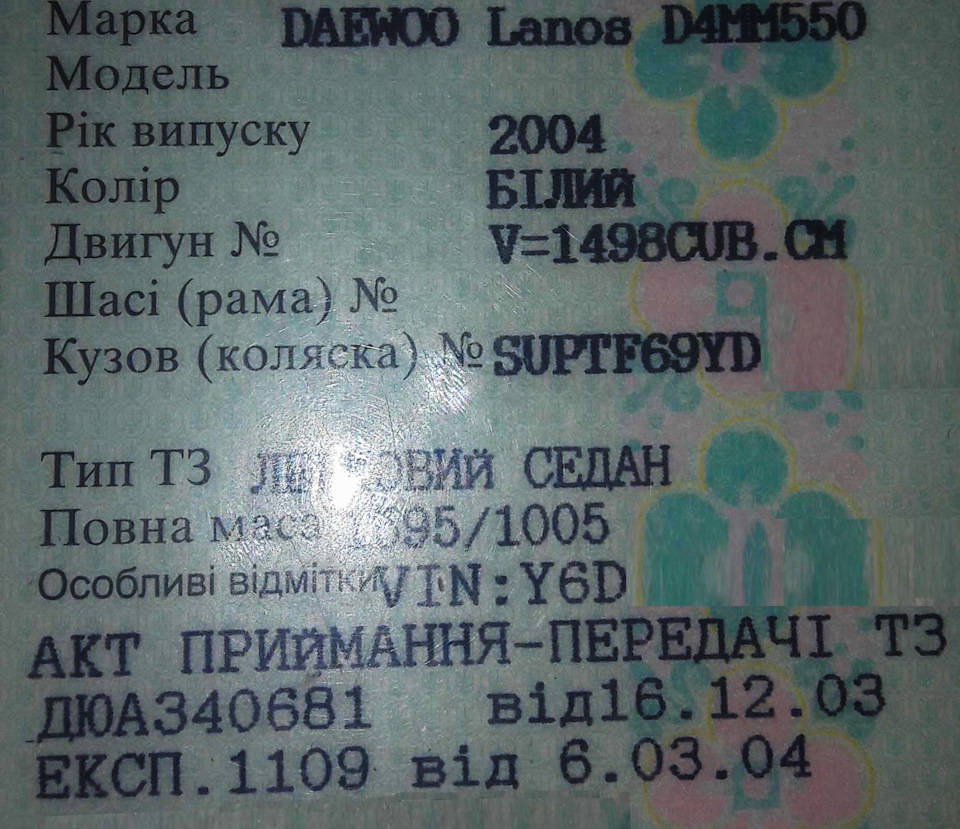 Марка DAEWOO Lanos D4MM550
Модель
Рік випуску 2004
Колір БІЛИЙ
Двигун № V=1498CUB.CM
Шасі (рама) №
Кузов (коляска) № SUPTF69YD
Тип ТЗ СЕДАН
Повна маса
Особливі відмітки VIN:Y6D
АКТ ПРИЙМАННЯ-ПЕРЕДАЧІ ТЗ
ДЮА340681 від16.12.03
ЕКСП.1109 від 6.03.04